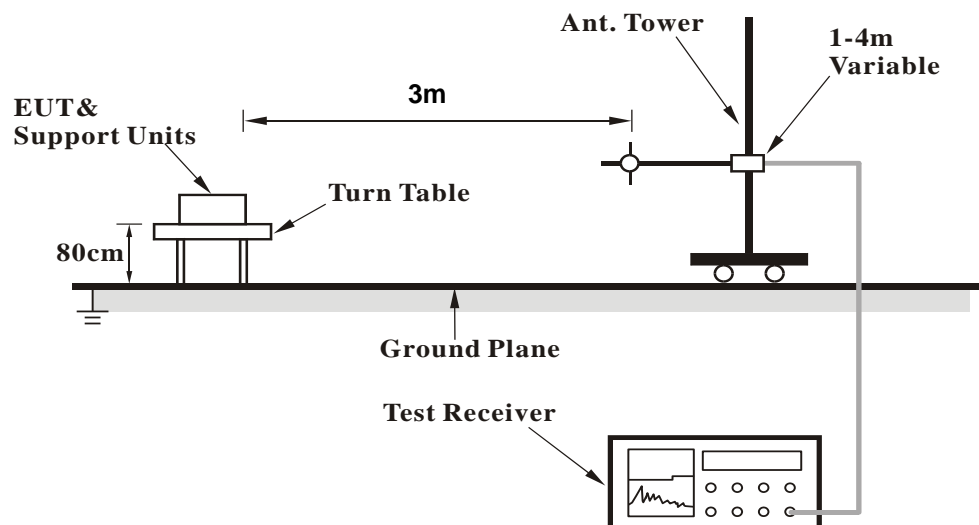 Ant. Tower
1-4m
Variable
3m
EUT&
Support Units
Turn Table
80cm
Ground Plane
Test Receiver